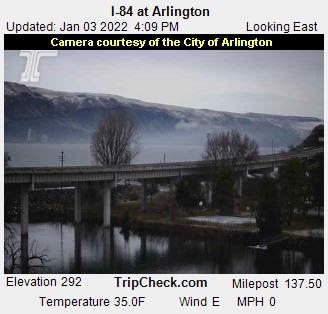 I-84 at Arlington
Updated: Jan 03 2022 4:09 PM Looking East
Camera courtesy of the City of Arlington
Elevation 292 TripCheck.com Milepost 137.50
Temperature 35.0F Wind E MPH 0